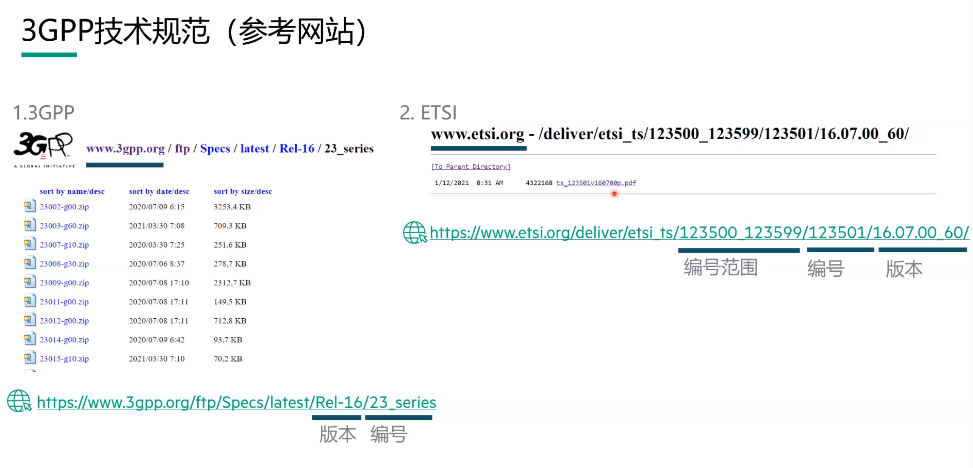 3GPP技术规范（参考网站）
1.3GPP
3GPP
A GLOBAL INITIATIVE
www.3gpp.org / ftp / Specs / latest / Rel-16 / 23_series
sort by name/desc sort by date/desc sort by size/desc
23002-g00.zip 2020/07/09 6:15 3253,4 KB
23003-g60.zip 2021/03/30 7:08 709,3 KB
23007-g10.zip 2020/03/30 7:25 251,6 KB
23008-g30.zip 2020/07/06 8:37 278,7 KB
23009-g00.zip 2020/07/08 17:10 2312,7 KB
23011-g00.zip 2020/07/08 17:11 149,5 KB
23012-g00.zip 2020/07/08 17:11 712,8 KB
23014-g00.zip 2020/07/09 6:42 93,7 KB
23015-g10.zip 2021/03/30 7:10 70,2 KB
https://www.3gpp.org/ftp/Specs/latest/Rel-16/23_series
版本 编号
2. ETSI
www.etsi.org - /deliver/etsi_ts/123500_123599/123501/16.07.00_60/
[To Parent Directory]
1/12/2021 8:31 AM 4322168 ts_123501v160700p.pdf
https://www.etsi.org/deliver/etsi_ts/123500_123599/123501/16.07.00_60/
编号范围 编号 版本